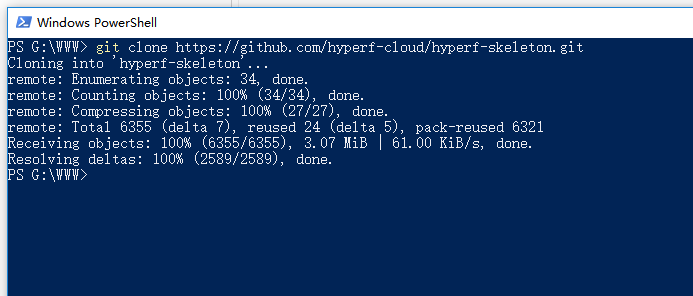 Windows PowerShell
PS G:\WWW> git clone https://github.com/hyperf-cloud/hyperf-skeleton.git
Cloning into 'hyperf-skeleton'...
remote: Enumerating objects: 34, done.
remote: Counting objects: 100% (34/34), done.
remote: Compressing objects: 100% (27/27), done.
remote: Total 6355 (delta 7), reused 24 (delta 5), pack-reused 6321
Receiving objects: 100% (6355/6355), 3.07 MiB | 61.00 KiB/s, done.
Resolving deltas: 100% (2589/2589), done.
PS G:\WWW>